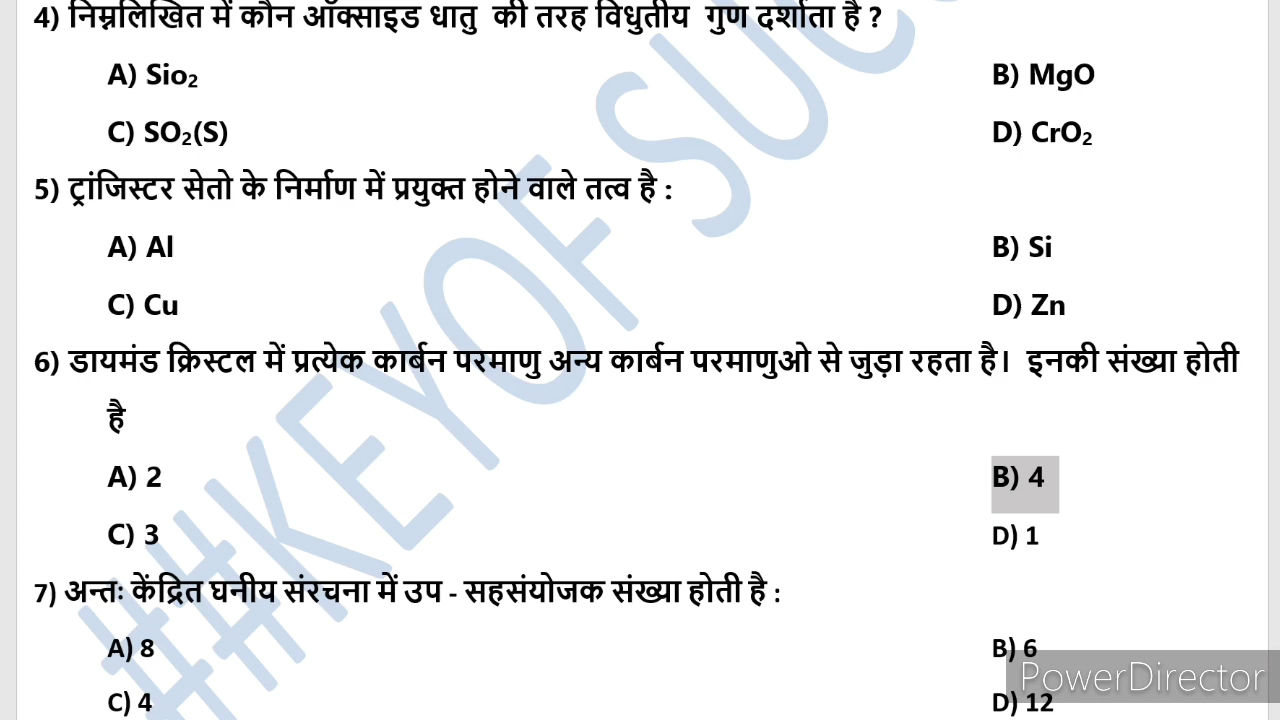 4) निम्नलिखित में कौन ऑक्साइड धातु की तरह विधुतीय गुण दर्शाता है ?
A) Sio₂ B) MgO
C) SO₂(S) D) CrO₂
5) ट्रांजिस्टर सेतो के निर्माण में प्रयुक्त होने वाले तत्व है :
A) Al B) Si
C) Cu D) Zn
6) डायमंड क्रिस्टल में प्रत्येक कार्बन परमाणु अन्य कार्बन परमाणुओ से जुड़ा रहता है। इनकी संख्या होती
है
A) 2 B) 4
C) 3 D) 1
7) अन्तः केंद्रित घनीय संरचना में उप - सहसंयोजक संख्या होती है :
A) 8 B) 6
C) 4 D) 12
#KEYOF SUC
PowerDirector